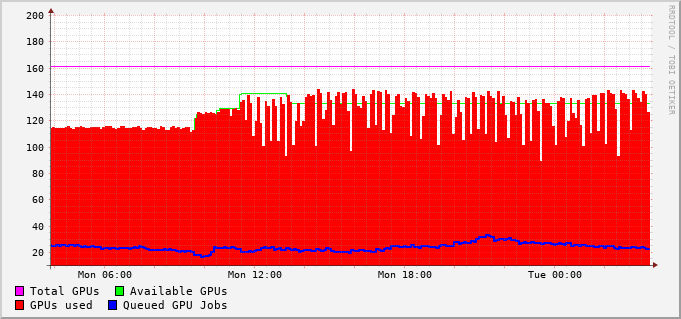 200
180
160
140
120
100
80
60
40
20
Mon 06:00 Mon 12:00 Mon 18:00 Tue 00:00
Total GPUs Available GPUs
GPUs used Queued GPU Jobs
RRDTOOL / TOBI OETIKER